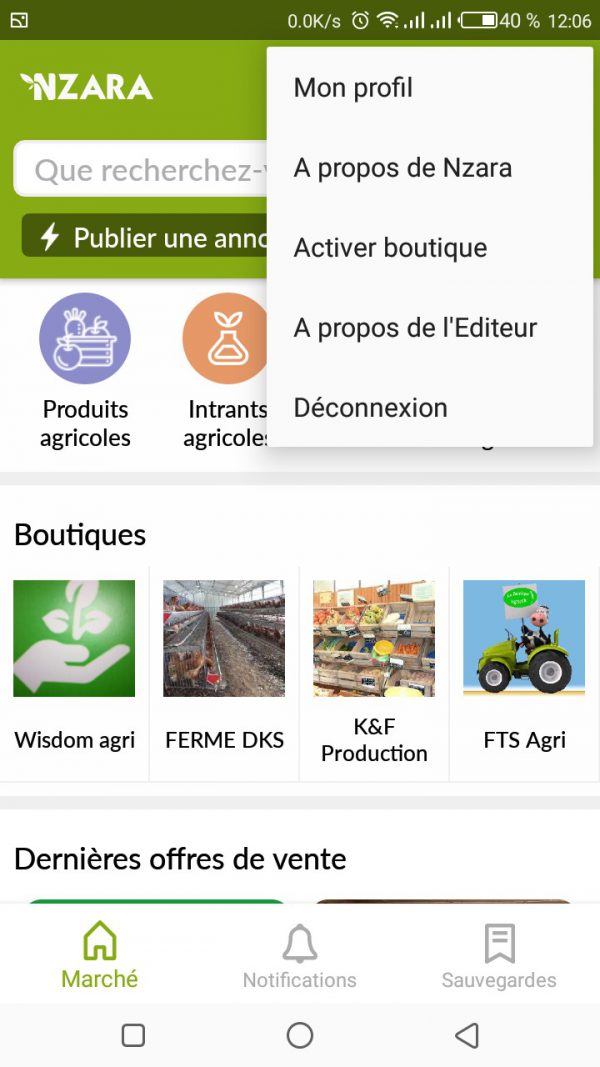 0.0K/s 40 % 12:06
NZARA
Mon profil
A propos de Nzara
Activer boutique
A propos de l'Editeur
Déconnexion
Que recherchez-
Publier une anno
Produits
agricoles
Intrants
agricoles
Boutiques
Wisdom agri
FERME DKS
K&F
Production
FTS Agri
Dernières offres de vente
Marché
Notifications
Sauvegardes